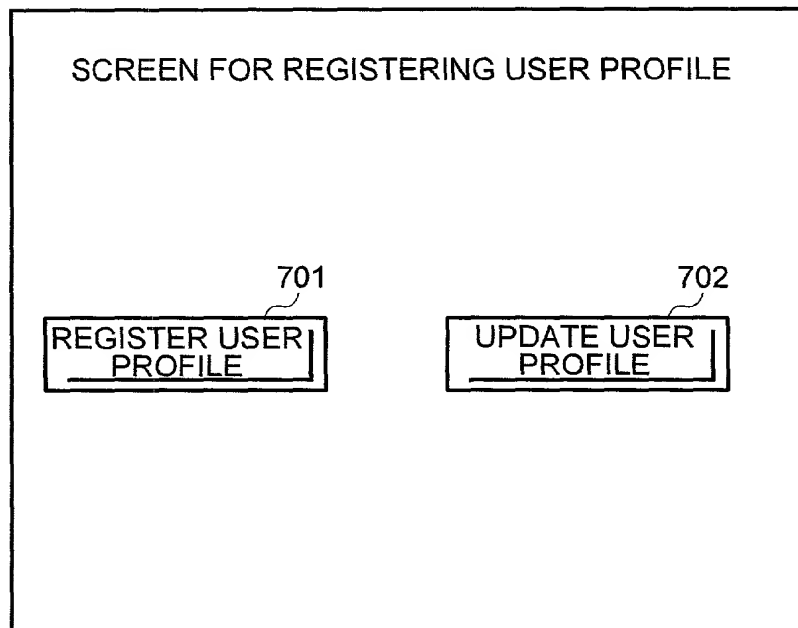 SCREEN FOR REGISTERING USER PROFILE
701
702
REGISTER USER
PROFILE
UPDATE USER
PROFILE